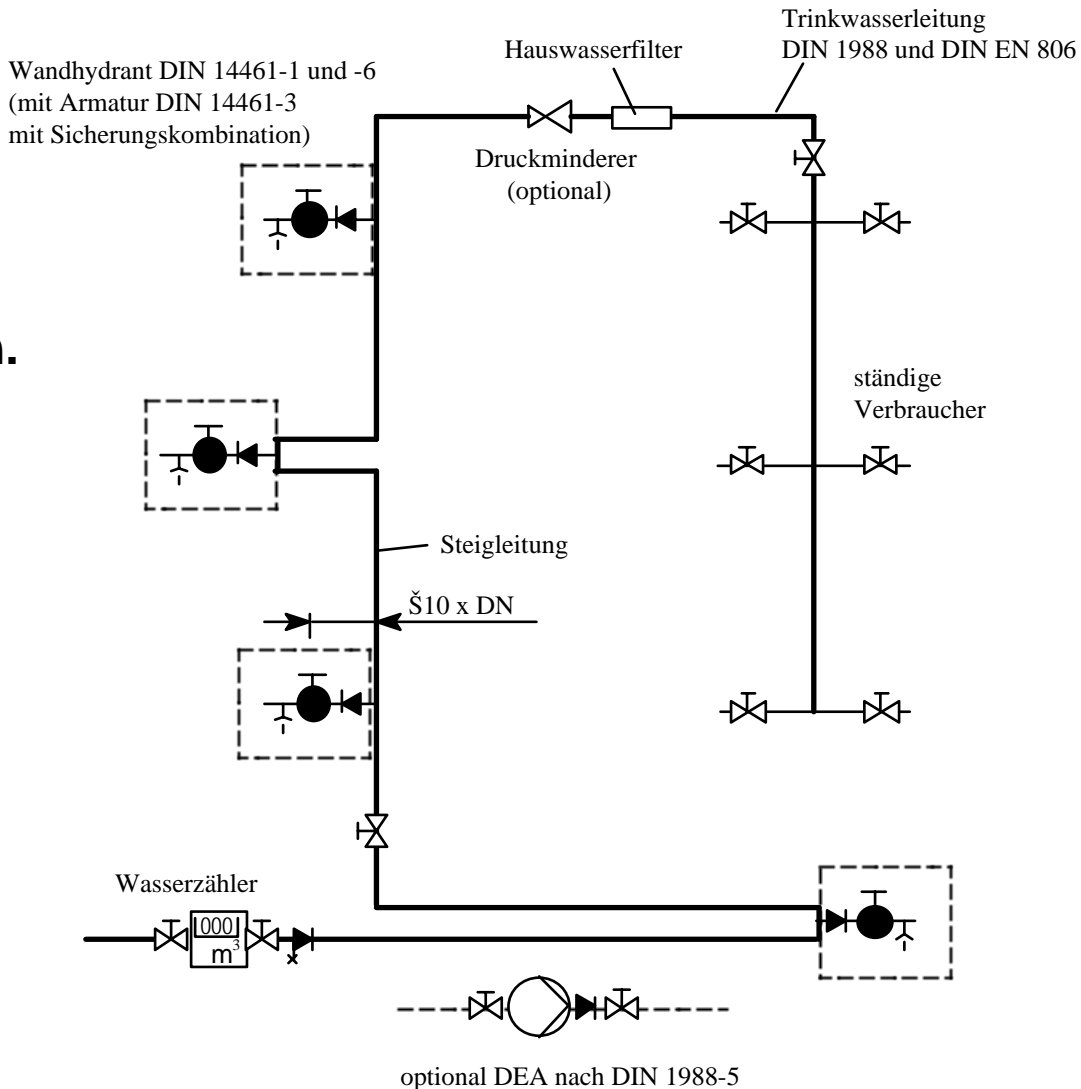 Trinkwasserleitung
DIN 1988 und DIN EN 806
Hauswasserfilter
Wandhydrant DIN 14461-1 und -6
(mit Armatur DIN 14461-3
mit Sicherungskombination)
Druckminderer
(optional)
.
ständige
Verbraucher
Steigleitung
Š10 x DN
Wasserzähler
000
m³
optional DEA nach DIN 1988-5